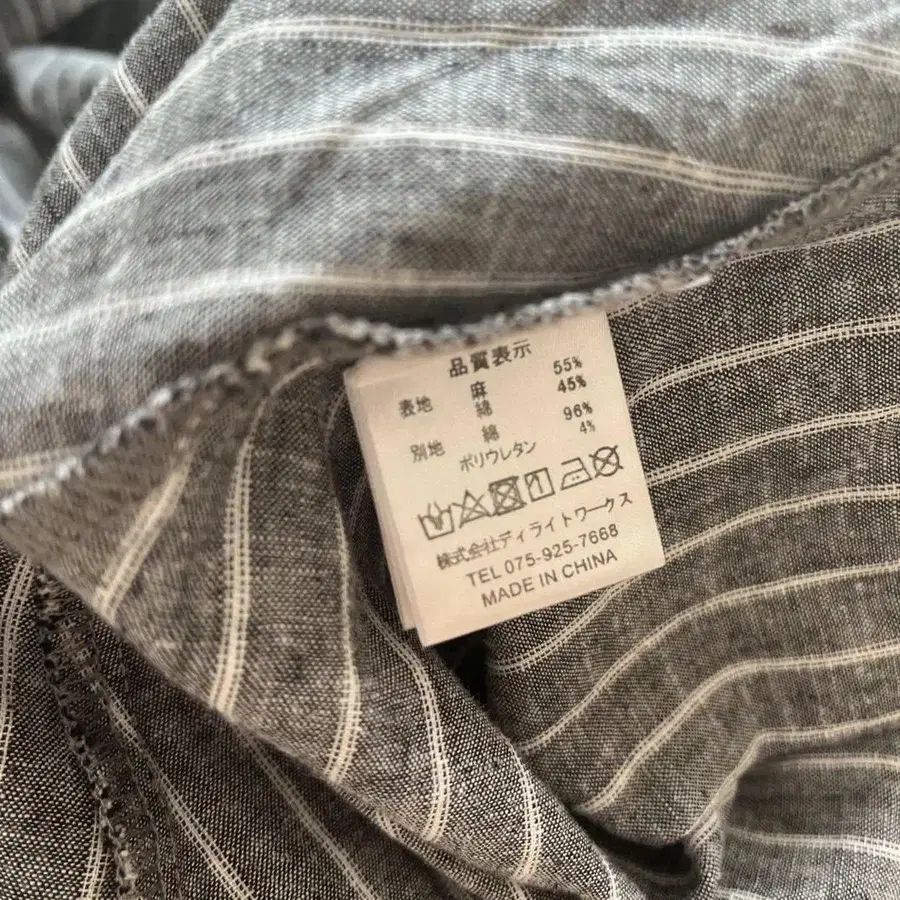 品質表示
表地 麻 55%
綿 45%
別地 綿 96%
ポリウレタン 4%
株式会社ディライトワークス
TEL 075-925-7668
MADE IN CHINA